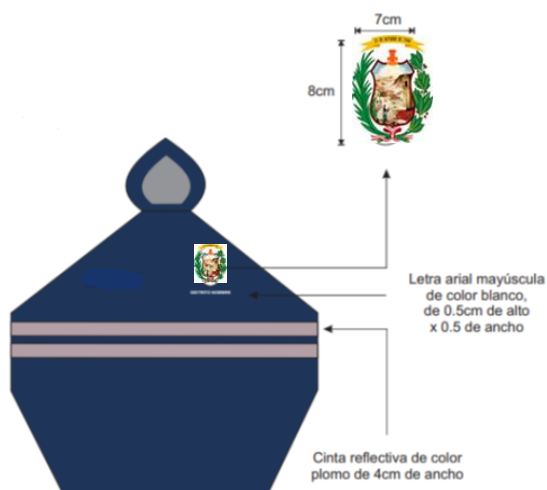 7cm
8cm
Letra arial mayúscula
de color blanco,
de 0.5cm de alto
x 0.5 de ancho
Cinta reflectiva de color
plomo de 4cm de ancho